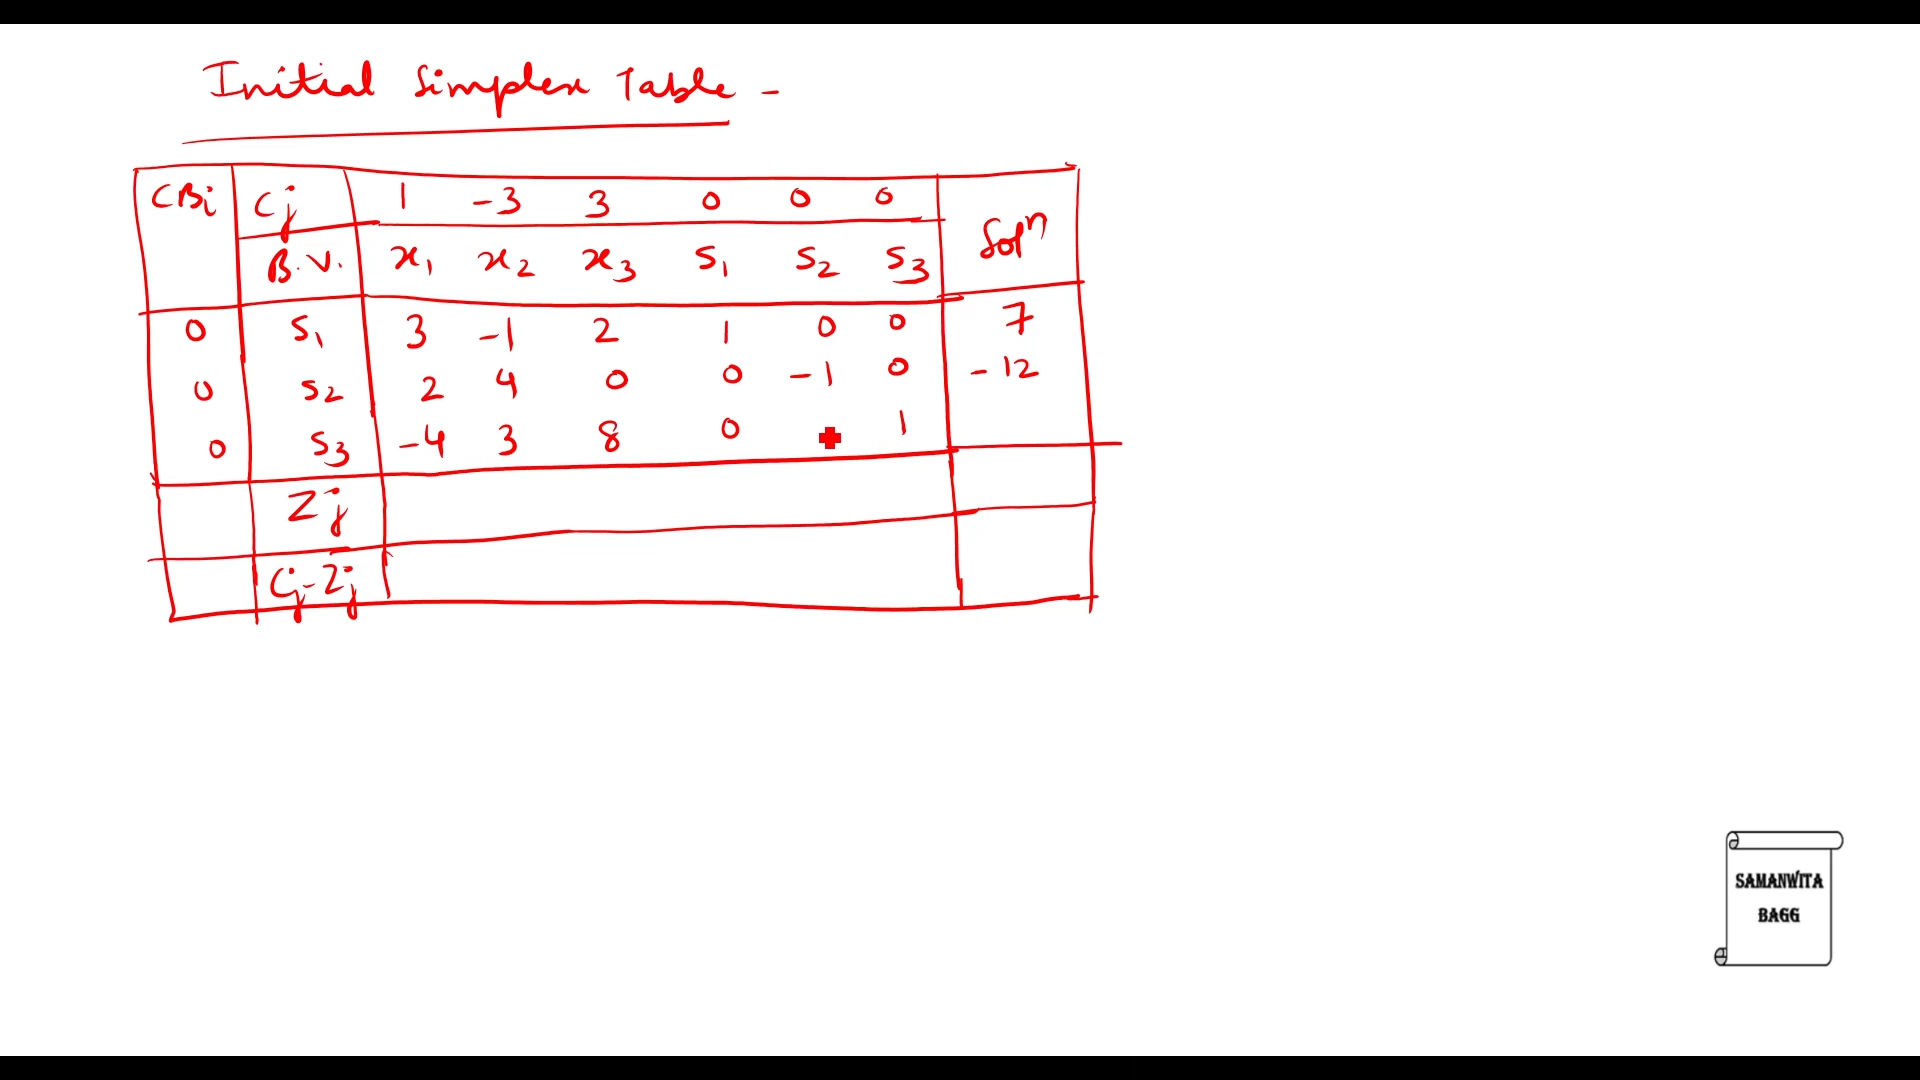 Initial Simplex Table -
CBi Cj 1 -3 3 0 0 0 Solⁿ
B.V. x₁ x₂ x₃ S₁ S₂ S₃
0 S₁ 3 -1 2 1 0 0 7
0 S₂ 2 4 0 0 -1 0 -12
0 S₃ -4 3 8 0 1
Zj
Cj-Zj
SAMANWITA
BAGG